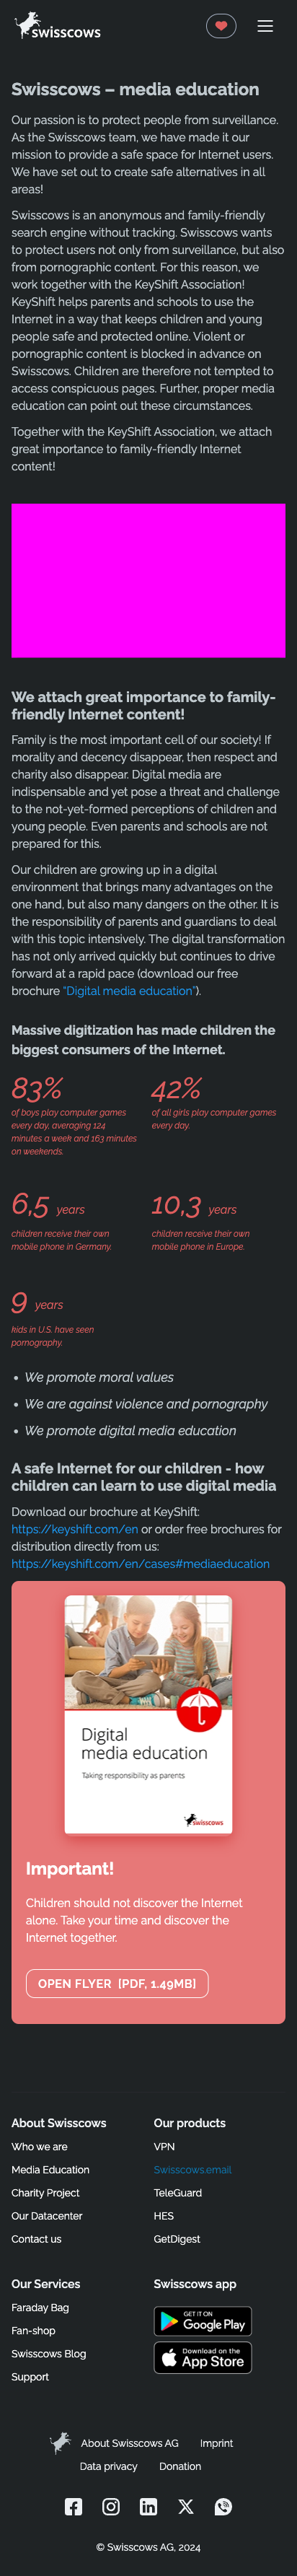 swisscows
Swisscows – media education
Our passion is to protect people from surveillance.
As the Swisscows team, we have made it our
mission to provide a safe space for Internet users.
We have set out to create safe alternatives in all
areas!
Swisscows is an anonymous and family-friendly
search engine without tracking. Swisscows wants
to protect users not only from surveillance, but also
from pornographic content. For this reason, we
work together with the KeyShift Association!
KeyShift helps parents and schools to use the
Internet in a way that keeps children and young
people safe and protected online. Violent or
pornographic content is blocked in advance on
Swisscows. Children are therefore not tempted to
access conspicuous pages. Further, proper media
education can point out these circumstances.
Together with the KeyShift Association, we attach
great importance to family-friendly Internet
content!
We attach great importance to family-
friendly Internet content!
Family is the most important cell of our society! If
morality and decency disappear, then respect and
charity also disappear. Digital media are
indispensable and yet pose a threat and challenge
to the not-yet-formed perceptions of children and
young people. Even parents and schools are not
prepared for this.
Our children are growing up in a digital
environment that brings many advantages on the
one hand, but also many dangers on the other. It is
the responsibility of parents and guardians to deal
with this topic intensively. The digital transformation
has not only arrived quickly but continues to drive
forward at a rapid pace (download our free
brochure "Digital media education").
Massive digitization has made children the
biggest consumers of the Internet.
83%
of boys play computer games
every day, averaging 124
minutes a week and 163 minutes
on weekends.
42%
of all girls play computer games
every day.
6,5 years
children receive their own
mobile phone in Germany.
10,3 years
children receive their own
mobile phone in Europe.
9 years
kids in U.S. have seen
pornography.
• We promote moral values
• We are against violence and pornography
• We promote digital media education
A safe Internet for our children - how
children can learn to use digital media
Download our brochure at KeyShift:
https://keyshift.com/en or order free brochures for
distribution directly from us:
https://keyshift.com/en/cases#mediaeducation
Digital
media education
Taking responsibility as parents
swisscows
Important!
Children should not discover the Internet
alone. Take your time and discover the
Internet together.
OPEN FLYER [PDF, 1.49MB]
About Swisscows
Who we are
Media Education
Charity Project
Our Datacenter
Contact us
Our products
VPN
Swisscows.email
TeleGuard
HES
GetDigest
Our Services
Faraday Bag
Fan-shop
Swisscows Blog
Support
Swisscows app
GET IT ON
Google Play
Download on the
App Store
About Swisscows AG Imprint
Data privacy Donation
© Swisscows AG, 2024